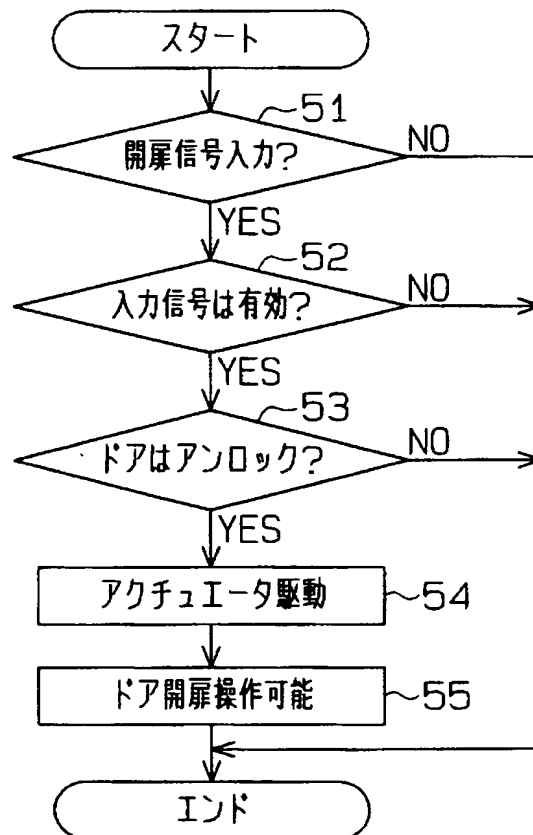 スタート
51
開扉信号入力?
NO
YES
52
入力信号は有効?
NO
YES
53
ドアはアンロック?
NO
YES
アクチュエータ駆動
54
ドア開扉操作可能
55
エンド